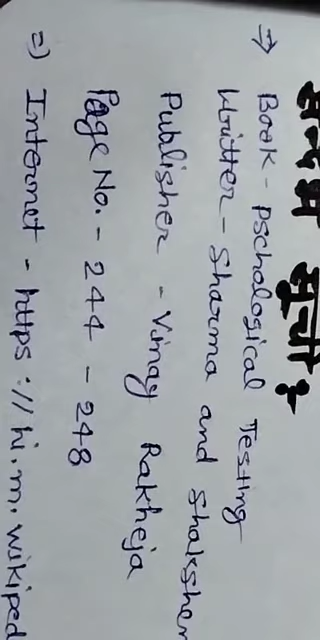 सन्दर्भ सूची :
→ Book - Pschological Testing
Writter - Sharma and Shaksher
Publisher - Vinay Rakheja
Page No. - 244 - 248
⇒ Internet - https://hi.m.wikiped